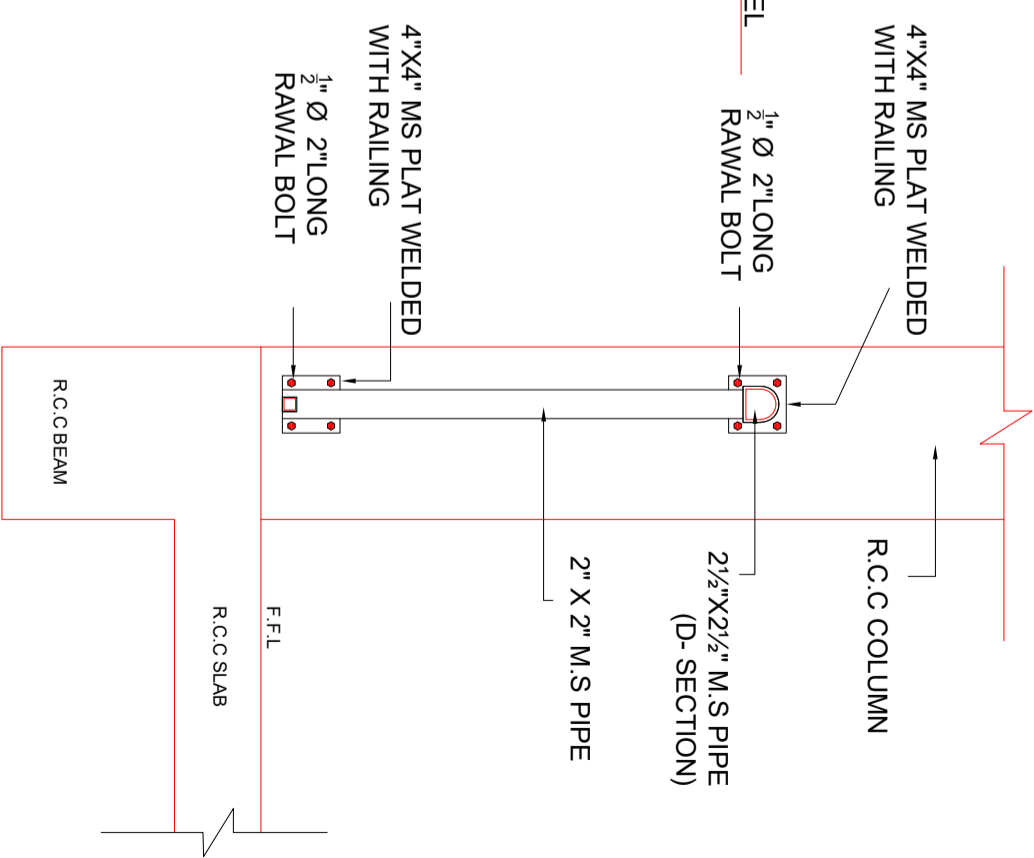 4"X4" MS PLAT WELDED
WITH RAILING
R.C.C COLUMN
EL
½" Ø 2"LONG
RAWAL BOLT
2½"X2½" M.S PIPE
(D- SECTION)
2" X 2" M.S PIPE
4"X4" MS PLAT WELDED
WITH RAILING
½" Ø 2"LONG
RAWAL BOLT
F.F.L
R.C.C SLAB
R.C.C BEAM